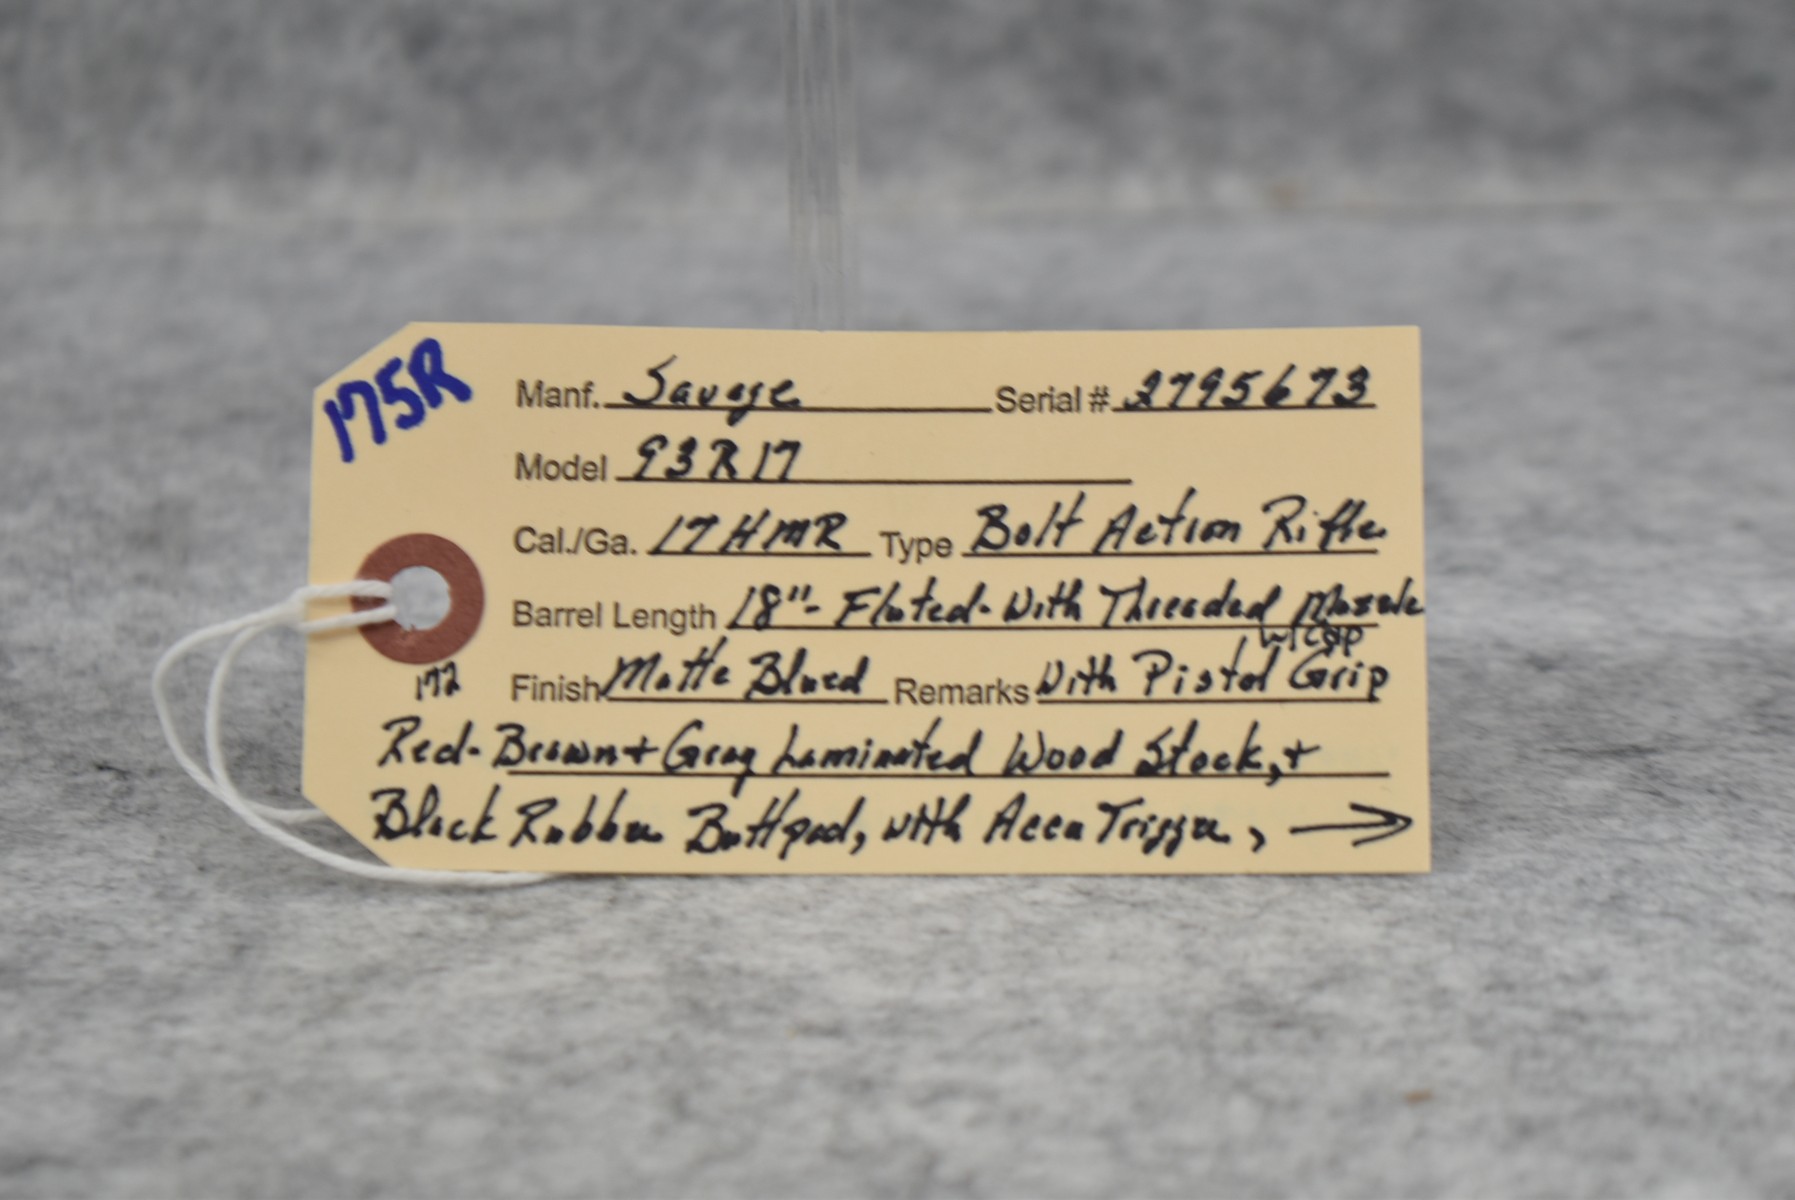 175R
Manf. Savage Serial # 2795673
Model 93R17
Cal./Ga. 17 HMR Type Bolt Action Rifle
Barrel Length 18"- Fluted- With Threaded Muzzle
w/cap
172
Finish Matte Blued Remarks With Pistol Grip
Red-Brown + Gray Laminated Wood Stock, +
Black Rubber Buttpad, with AccuTrigger, →